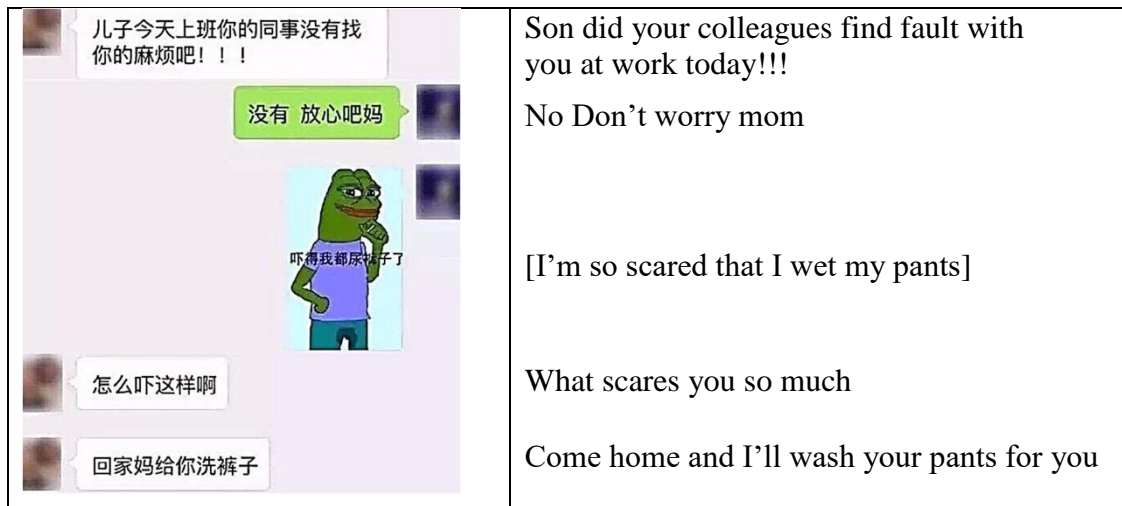 儿子今天上班你的同事没有找
你的麻烦吧！！！
Son did your colleagues find fault with
you at work today!!!
没有 放心吧妈
No Don’t worry mom
吓得我都尿裤子了
[I’m so scared that I wet my pants]
怎么吓这样啊
What scares you so much
回家妈给你洗裤子
Come home and I’ll wash your pants for you